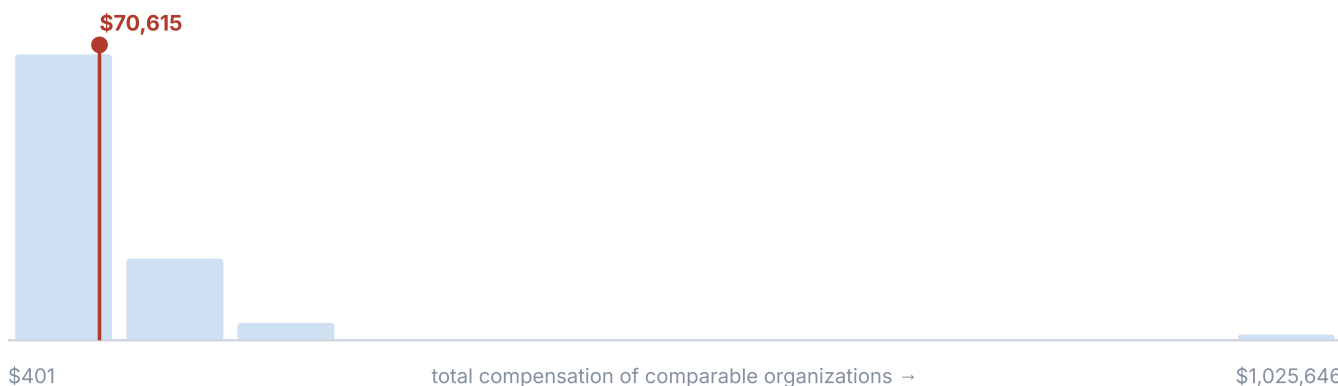 $70,615
$401
total compensation of comparable organizations →
$1,025,646